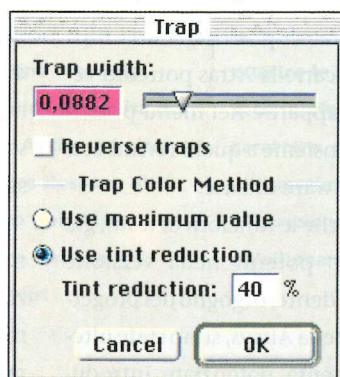 Trap
Trap width:
0,0882
Reverse traps
Trap Color Method
Use maximum value
Use tint reduction
Tint reduction: 40 %
Cancel OK